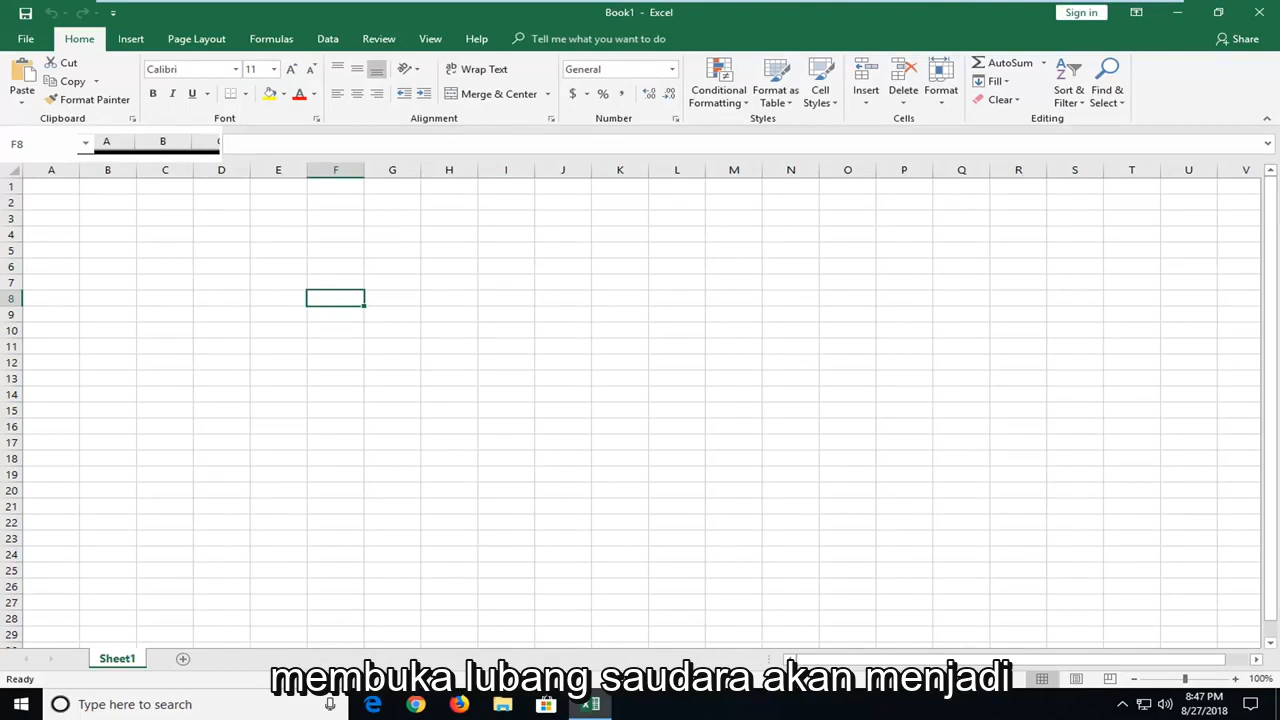 Book1 - Excel
Sign in
File Home Insert Page Layout Formulas Data Review View Help Tell me what you want to do Share
Paste Cut Copy Format Painter Clipboard
Calibri 11 B I U A Font
Wrap Text Merge & Center Alignment
General $ % , Number
Conditional Formatting Format as Table Cell Styles Styles
Insert Delete Format Cells
AutoSum Fill Clear Sort & Filter Find & Select Editing
F8 A B
A B C D E F G H I J K L M N O P Q R S T U V
1
2
3
4
5
6
7
8
9
10
11
12
13
14
15
16
17
18
19
20
21
22
23
24
25
26
27
28
29
Sheet1
membuka lubang saudara akan menjadi
Ready 100%
Type here to search
8:47 PM
8/27/2018